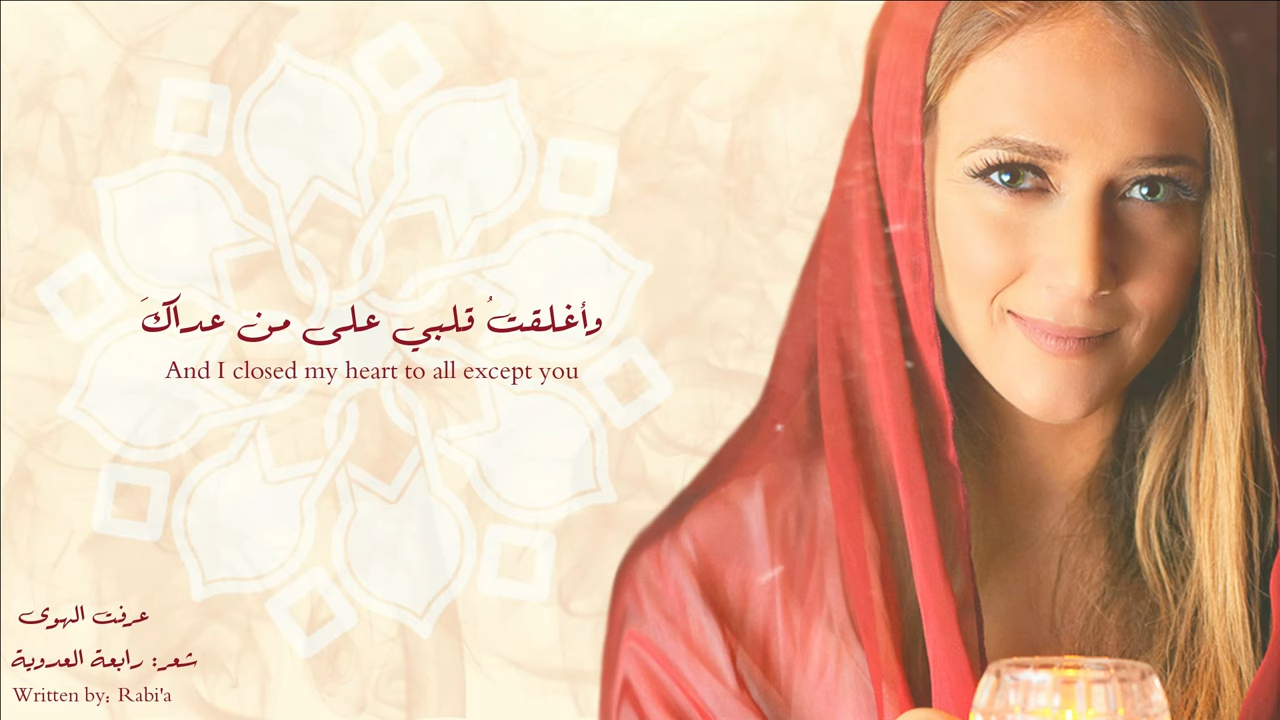 وأغلقتُ قلبي على من عداكَ
And I closed my heart to all except you
عرفت الهوى
شعر: رابعة العدوية
Written by: Rabi'a